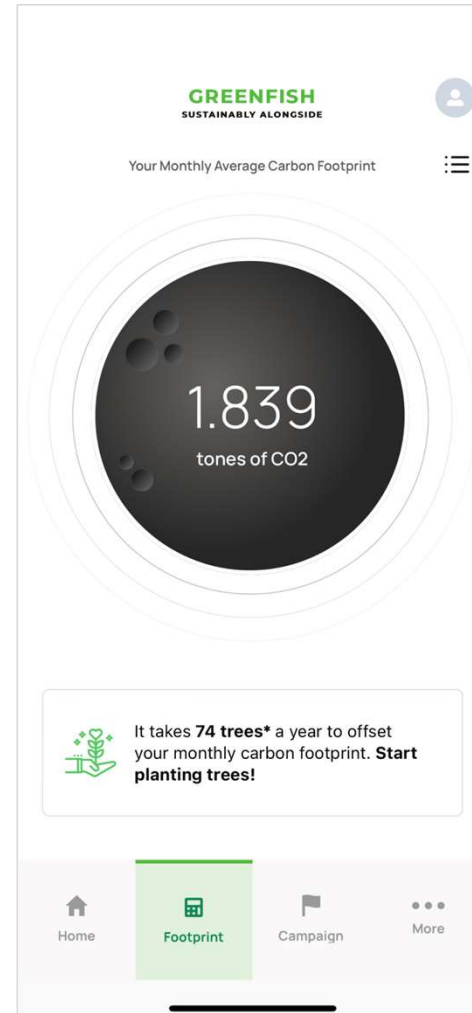 GREENFISH
SUSTAINABLY ALONGSIDE
Your Monthly Average Carbon Footprint
1.839
tones of CO2
It takes 74 trees* a year to offset
your monthly carbon footprint. Start
planting trees!
Home
Footprint
Campaign
More